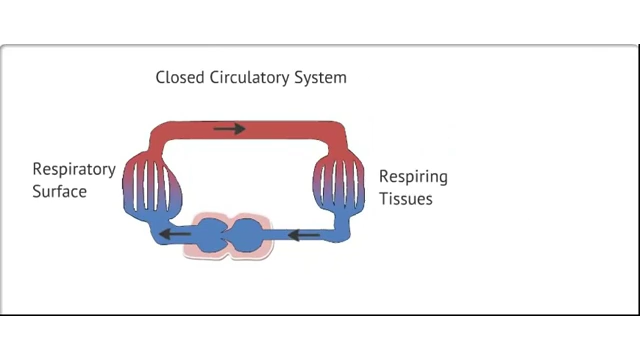 Closed Circulatory System
Respiratory
Surface
Respiring
Tissues